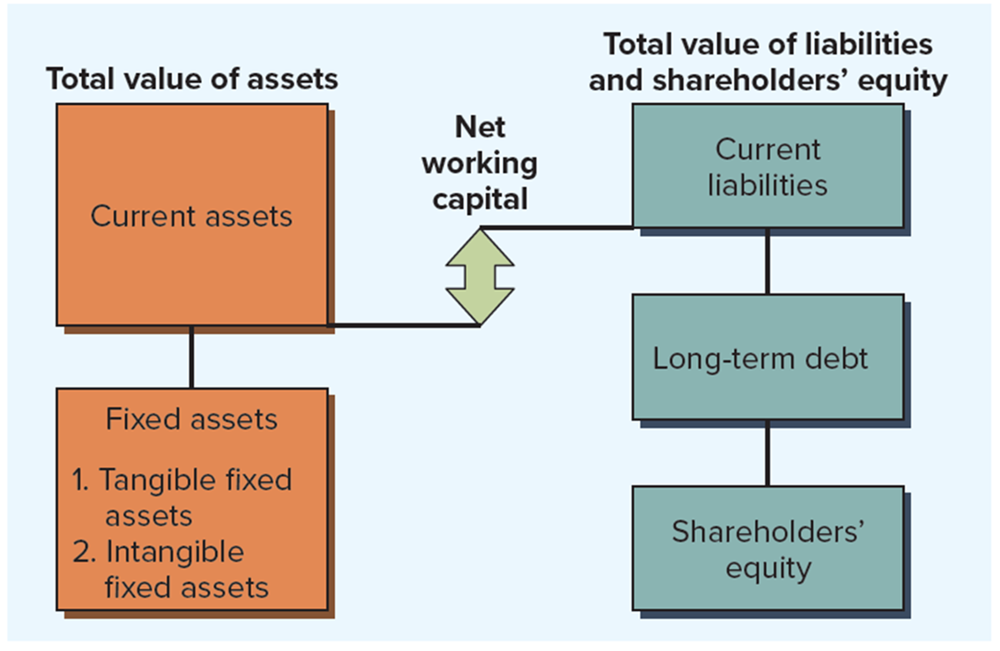 Total value of assets
Current assets
Fixed assets
1. Tangible fixed
assets
2. Intangible
fixed assets
Net
working
capital
Total value of liabilities
and shareholders’ equity
Current
liabilities
Long-term debt
Shareholders’
equity